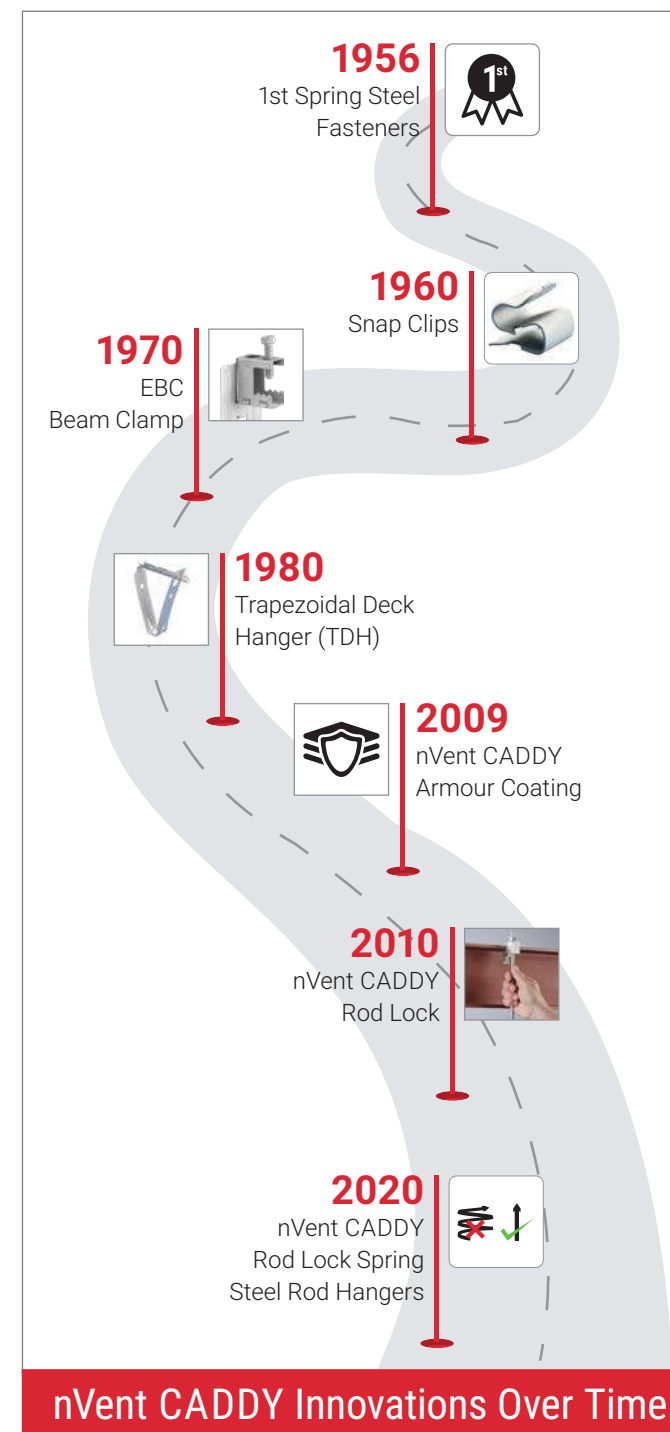 1956
1st Spring Steel
Fasteners
1st
1960
Snap Clips
1970
EBC
Beam Clamp
1980
Trapezoidal Deck
Hanger (TDH)
2009
nVent CADDY
Armour Coating
2010
nVent CADDY
Rod Lock
2020
nVent CADDY
Rod Lock Spring
Steel Rod Hangers
nVent CADDY Innovations Over Time